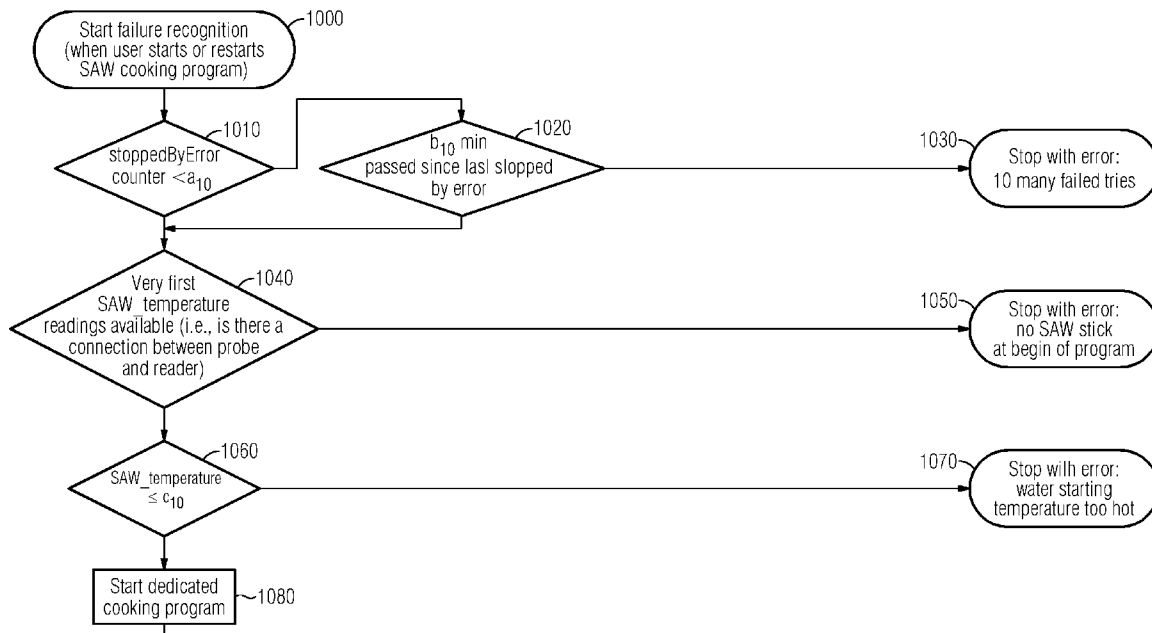 Start failure recognition
(when user starts or restarts
SAW cooking program)
1000
stoppedByError
counter <a10
1010
b10 min
passed since lasl slopped
by error
1020
1030
Stop with error:
10 many failed tries
Very first
SAW_temperature
readings available (i.e., is there a
connection between probe
and reader)
1040
1050
Stop with error:
no SAW stick
at begin of program
SAW_temperature
≤ c10
1060
1070
Stop wilh error:
water starting
temperature too hot
Start dedicated
cooking program
1080